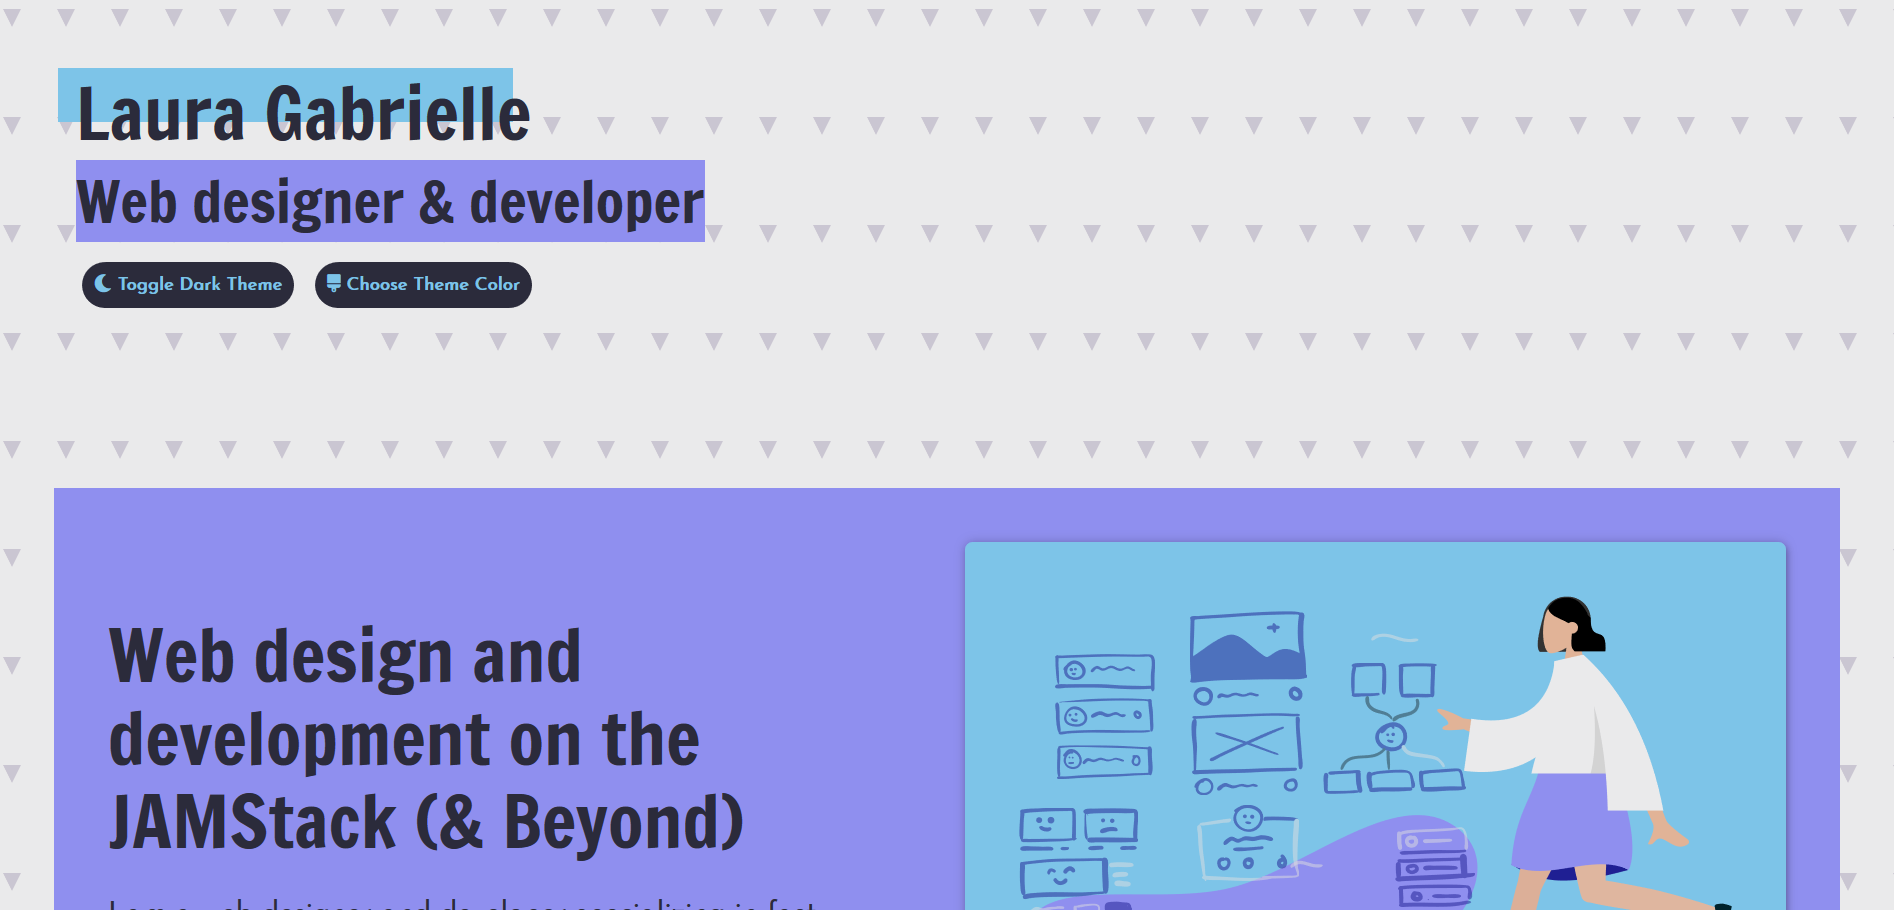 Laura Gabrielle
Web designer & developer
Toggle Dark Theme
Choose Theme Color
Web design and
development on the
JAMStack (& Beyond)